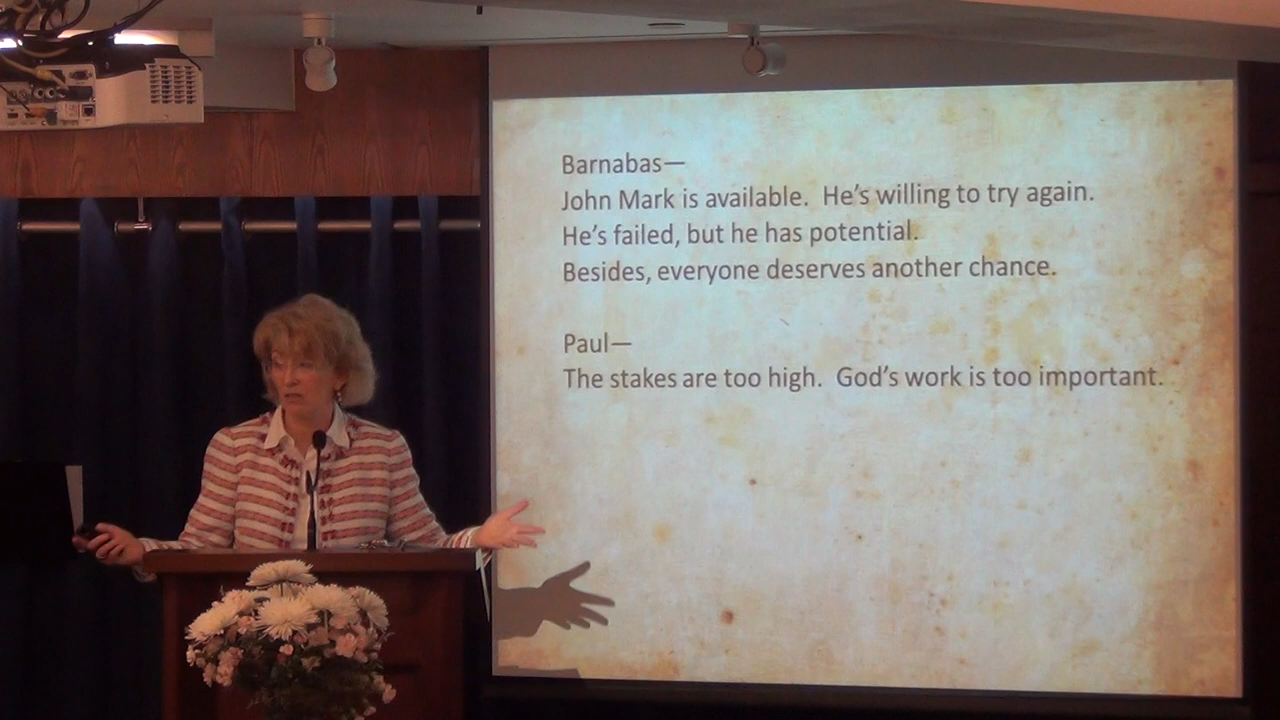 Barnabas—
John Mark is available.  He's willing to try again.
He's failed, but he has potential.
Besides, everyone deserves another chance.
Paul—
The stakes are too high.  God's work is too important.